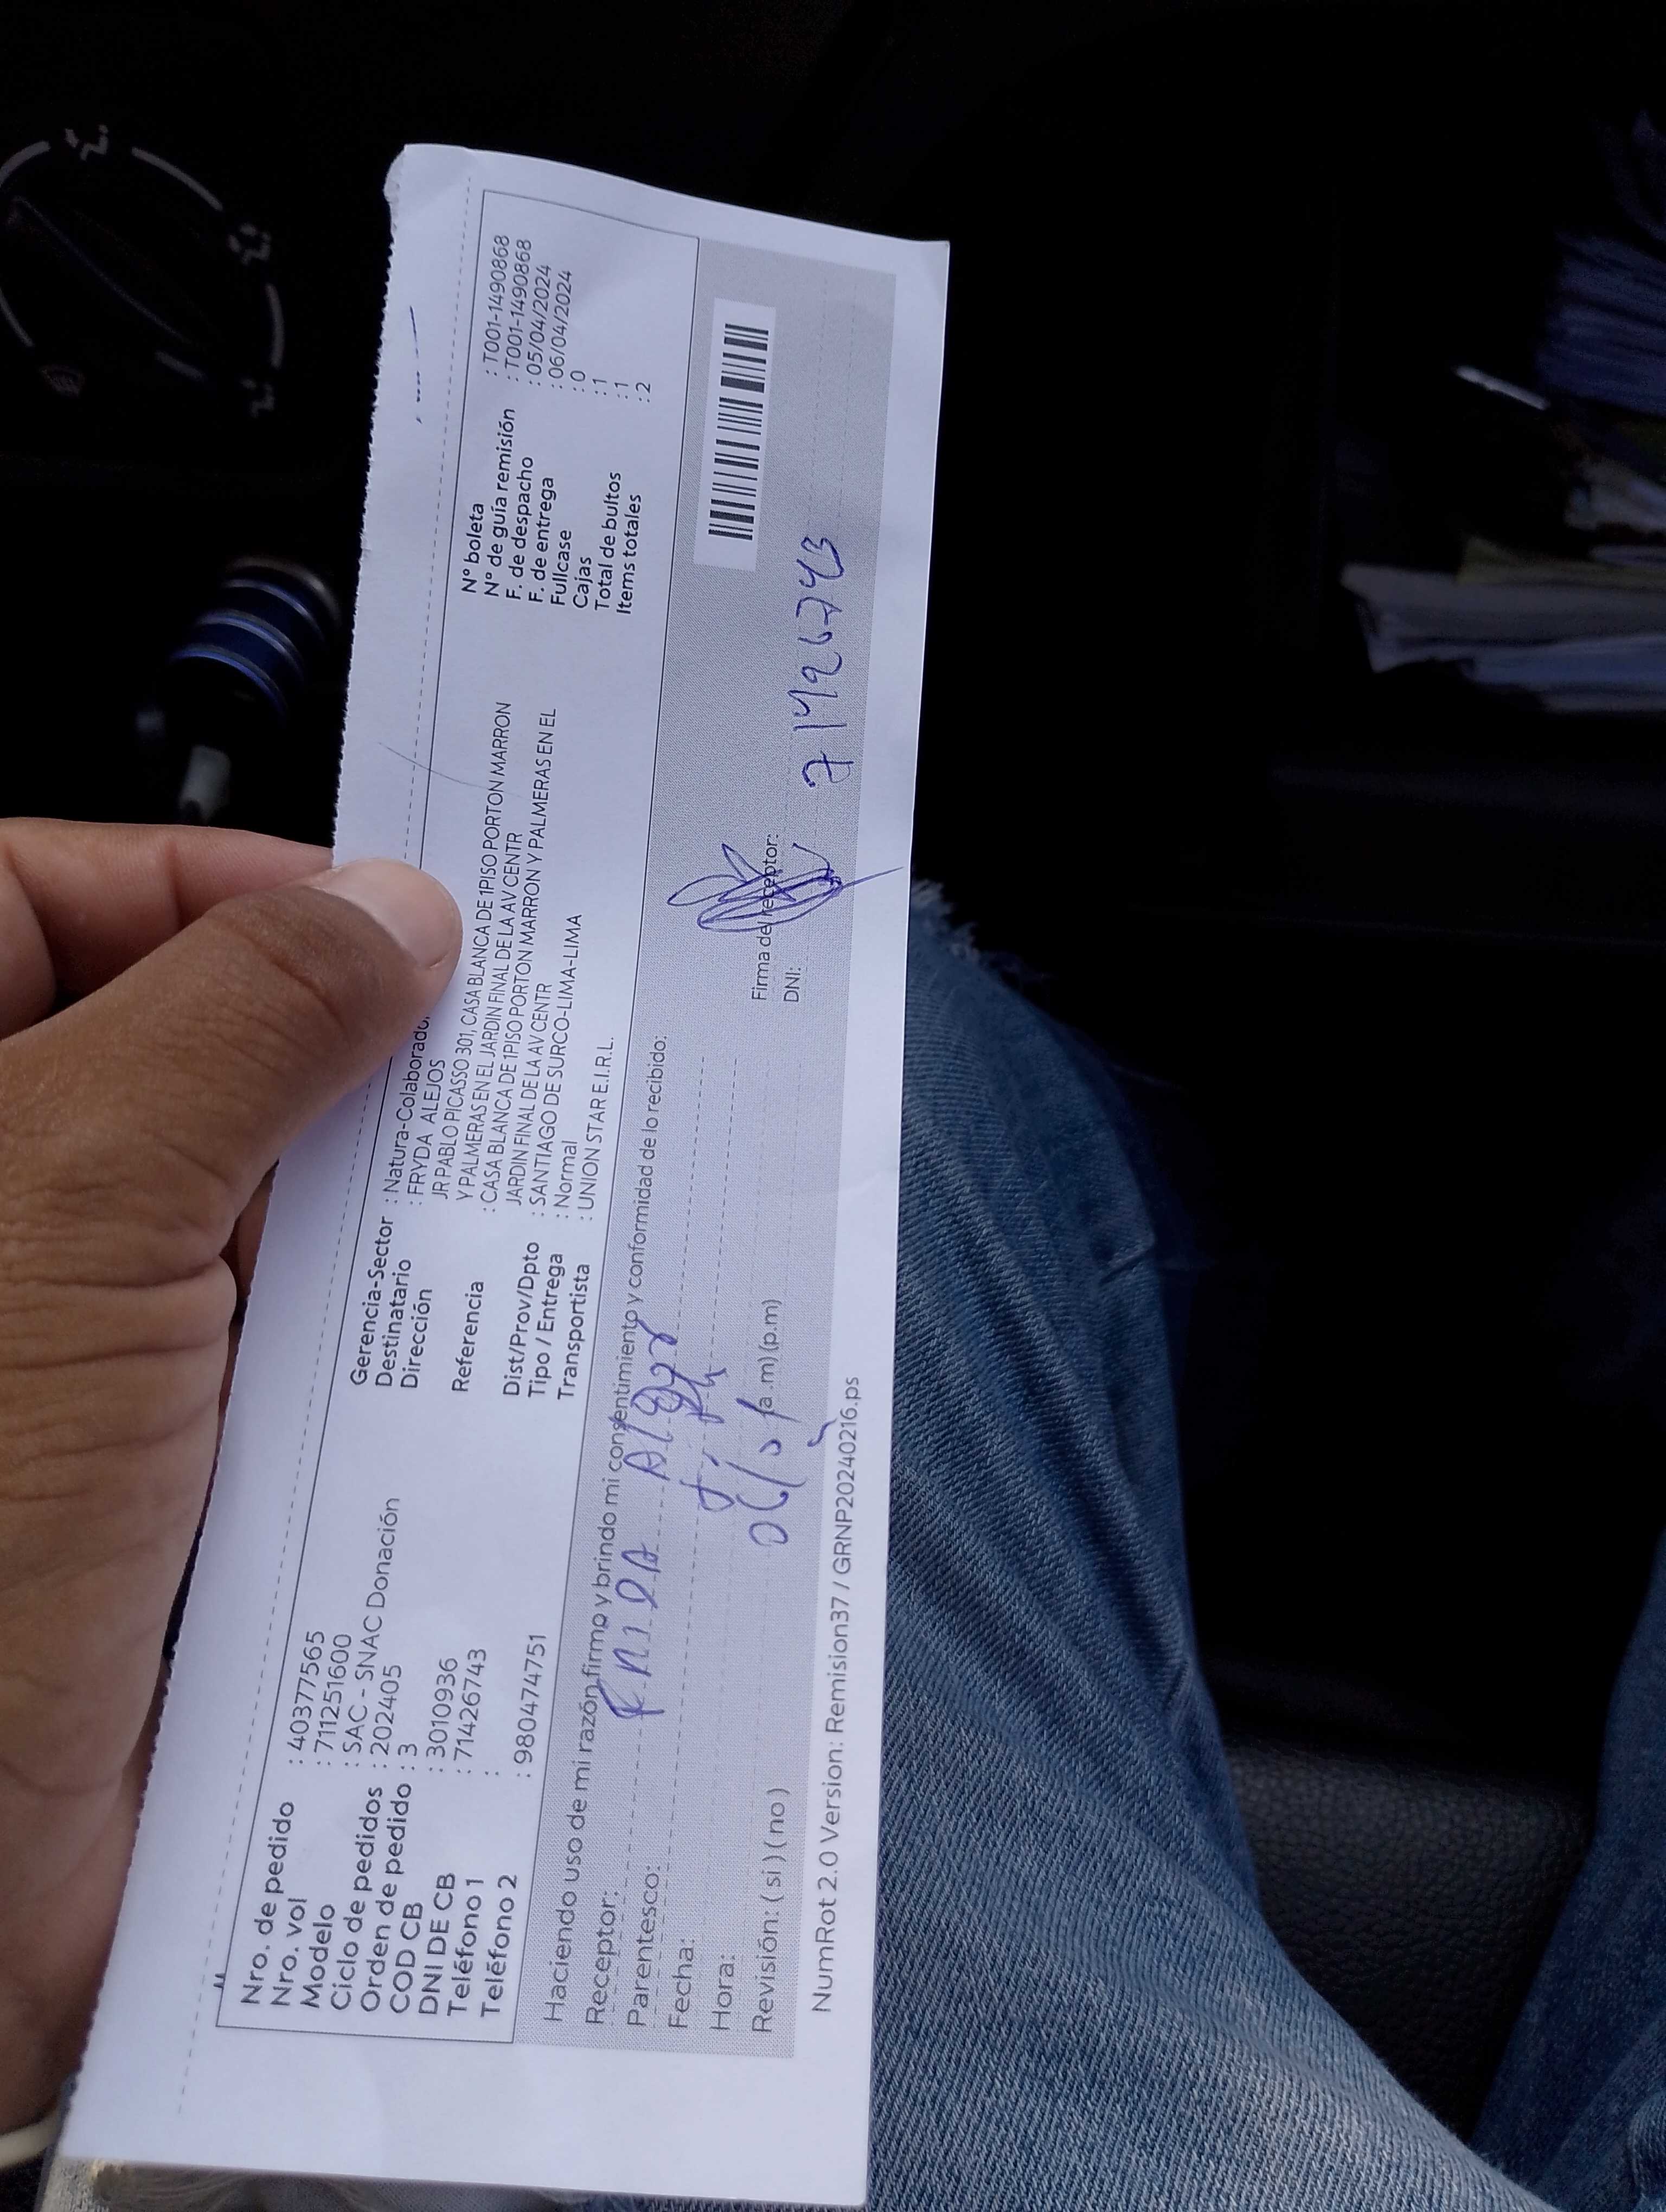 Nro. de pedido : 40377565
Nro. vol : 711251600
Modelo : SAC - SNAC Donación
Ciclo de pedidos : 202405
Orden de pedido : 3
COD CB : 3010936
DNI DE CB : 71426743
Teléfono 1 :
Teléfono 2 : 980474751
Gerencia-Sector : Natura-Colaborador
Destinatario : FRYDA ALEJOS
Dirección JR PABLO PICASSO 301, CASA BLANCA DE 1PISO PORTON MARRON
Y PALMERAS EN EL JARDIN FINAL DE LA AV CENTR
Referencia : CASA BLANCA DE 1PISO PORTON MARRON Y PALMERAS EN EL
JARDIN FINAL DE LA AV CENTR
Dist/Prov/Dpto : SANTIAGO DE SURCO-LIMA-LIMA
Tipo / Entrega : Normal
Transportista : UNION STAR E.I.R.L.
N° boleta : T001-1490868
N° de guía remisión : T001-1490868
F. de despacho : 05/04/2024
F. de entrega : 06/04/2024
Fullcase : 0
Cajas : 1
Total de bultos : 1
Items totales : 2
Haciendo uso de mi razón firmo y brindo mi consentimiento y conformidad de lo recibido:
Receptor:
Parentesco:
Fecha:
Hora: (a.m) (p.m)
Revisión: ( si ) ( no )
Firma del receptor:
DNI: 71426743
NumRot 2.0 Version: Remision37 / GRNP20240216.ps